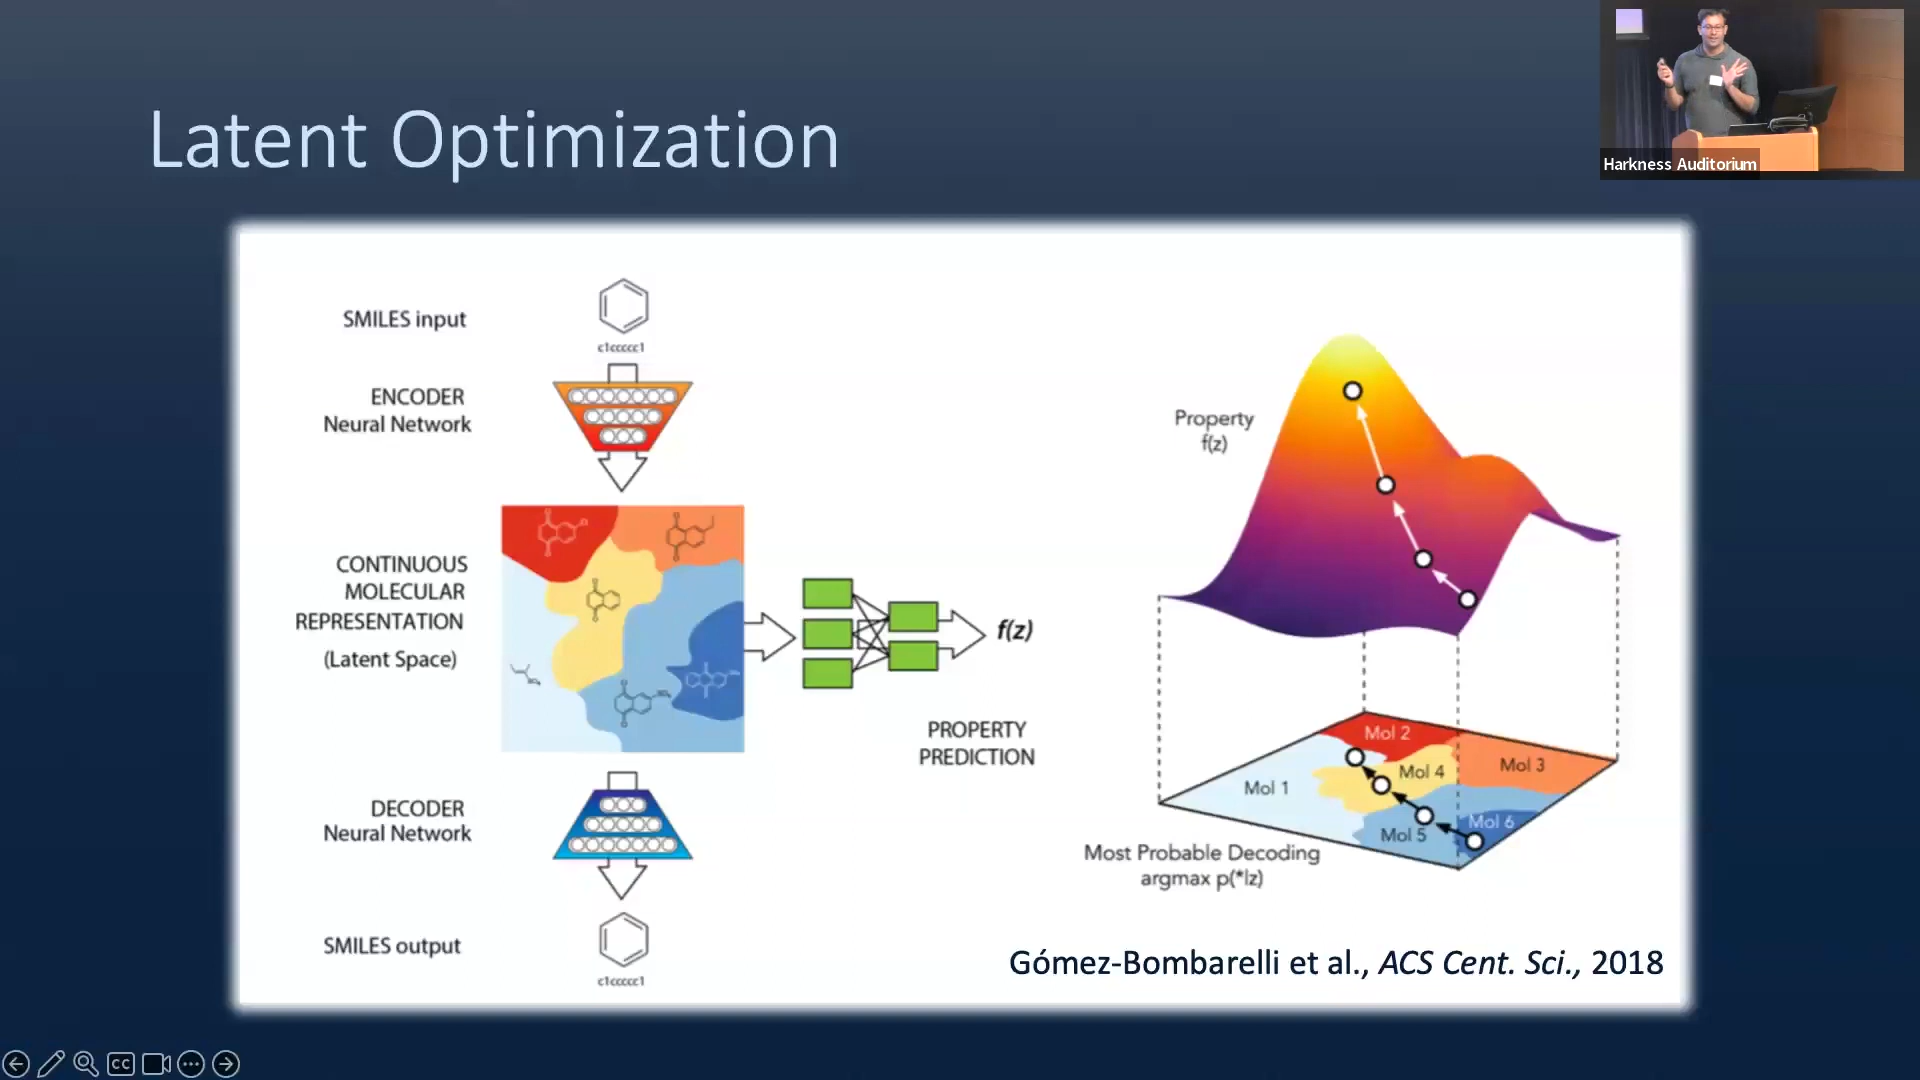 Latent Optimization
Harkness Auditorium
SMILES input
c1ccccc1
ENCODER
Neural Network
CONTINUOUS
MOLECULAR
REPRESENTATION
(Latent Space)
f(z)
PROPERTY
PREDICTION
DECODER
Neural Network
SMILES output
c1ccccc1
Property
f(z)
Mol 2
Mol 3
Mol 4
Mol 1
Mol 6
Mol 5
Most Probable Decoding
argmax p(*|z)
Gómez-Bombarelli et al., ACS Cent. Sci., 2018
CC